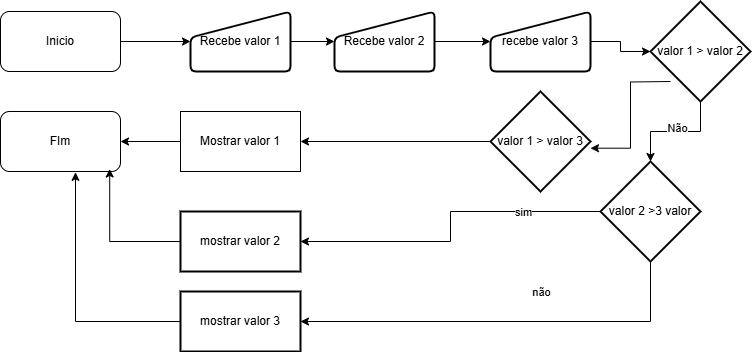 Inicio
Recebe valor 1
Recebe valor 2
recebe valor 3
valor 1 > valor 2
FIm
Mostrar valor 1
valor 1 > valor 3
Não
mostrar valor 2
sim
valor 2 >3 valor
não
mostrar valor 3